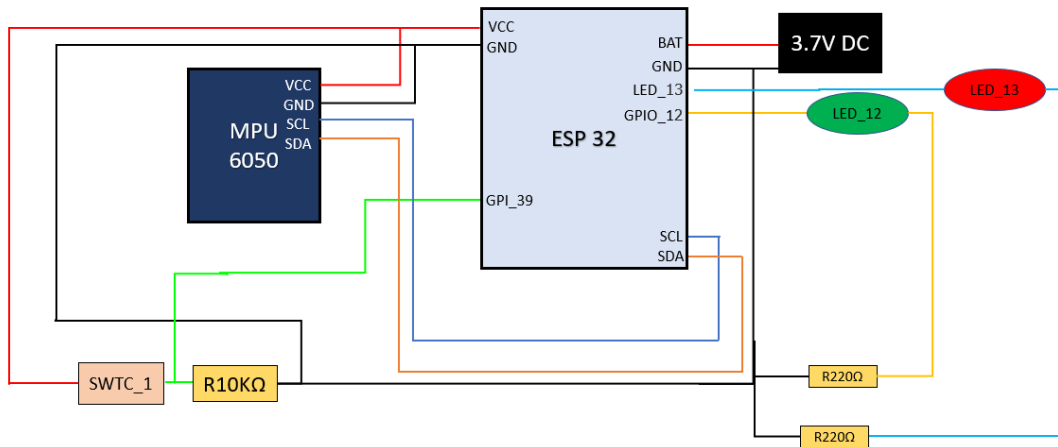 VCC
GND
BAT
GND
LED_13
GPIO_12
3.7V DC
LED_13
LED_12
VCC
GND
SCL
SDA
MPU
6050
ESP 32
GPI_39
SCL
SDA
SWTC_1
R10KΩ
R220Ω
R220Ω